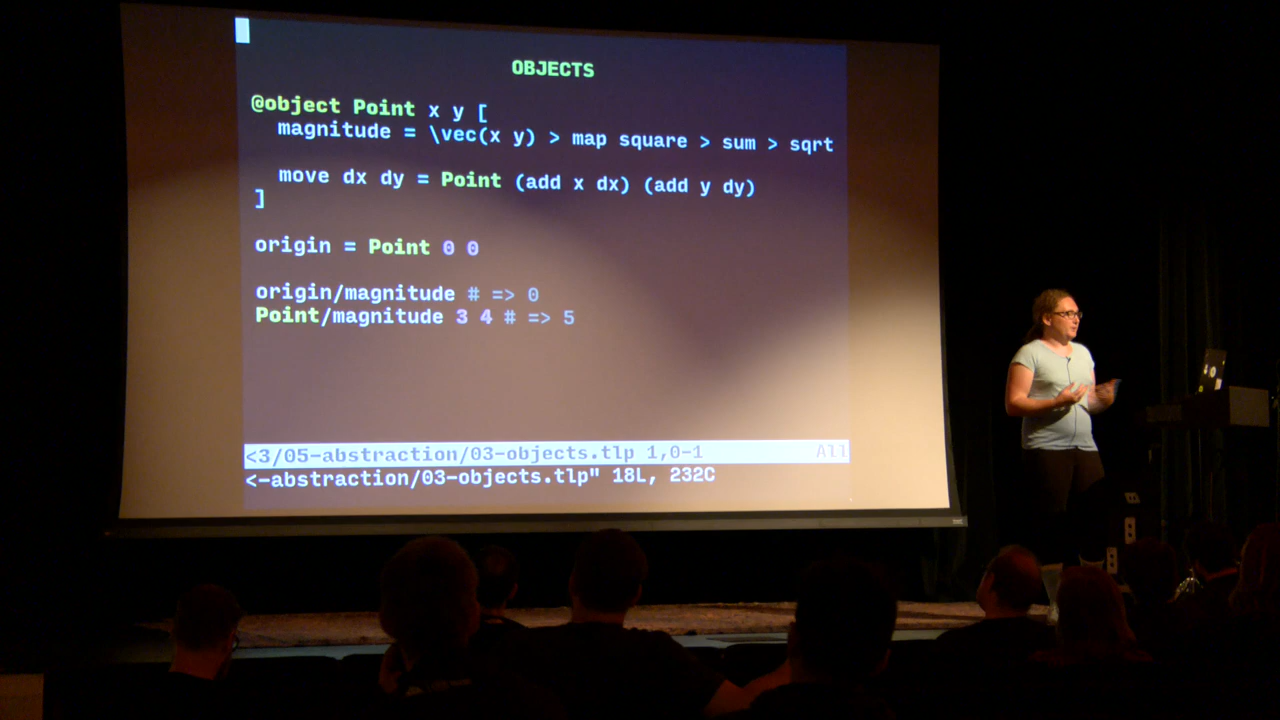 OBJECTS
@object Point x y [
magnitude = \vec(x y) > map square > sum > sqrt
move dx dy = Point (add x dx) (add y dy)
]
origin = Point 0 0
origin/magnitude # => 0
Point/magnitude 3 4 # => 5
<3/05-abstraction/03-objects.tlp 1,0-1 All
<-abstraction/03-objects.tlp" 18L, 232C